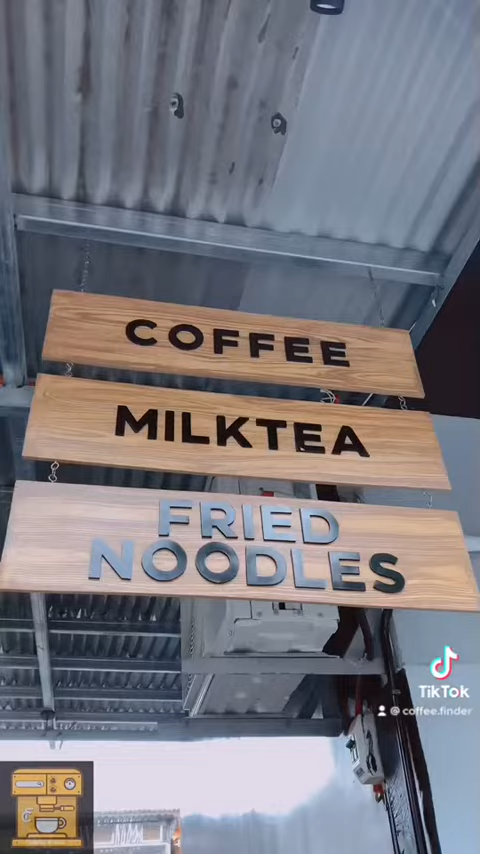 COFFEE
MILKTEA
FRIED
NOODLES
TikTok
@ coffee.finder